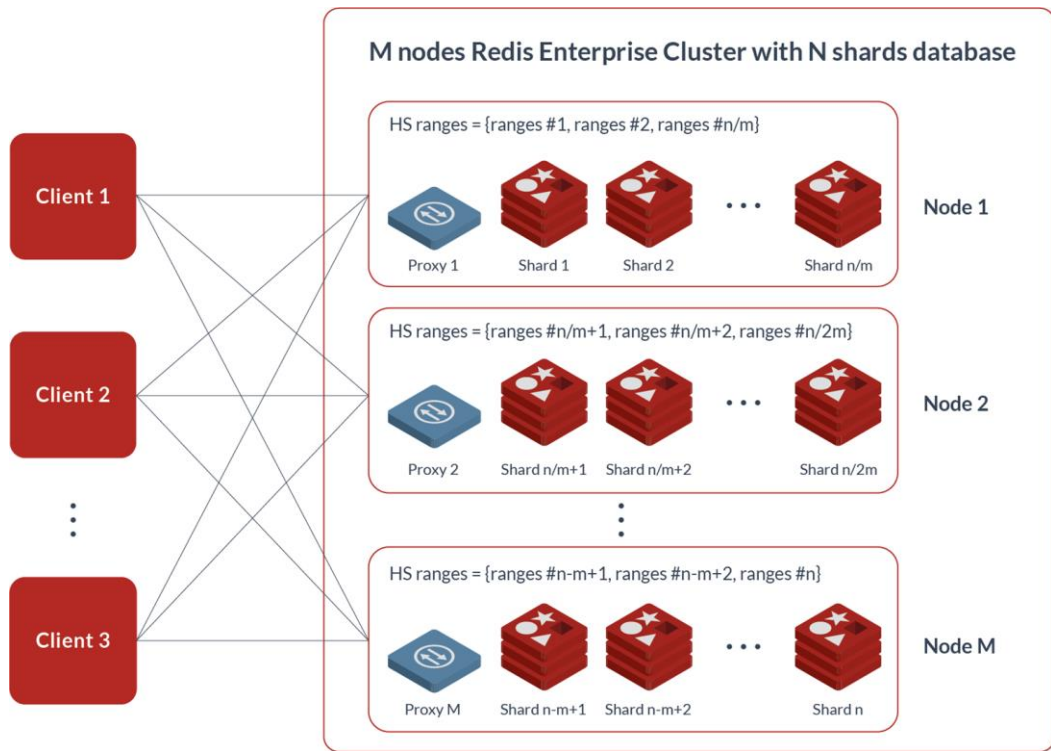 M nodes Redis Enterprise Cluster with N shards database
Client 1
Client 2
Client 3
HS ranges = {ranges #1, ranges #2, ranges #n/m}
Proxy 1
Shard 1
Shard 2
Shard n/m
Node 1
HS ranges = {ranges #n/m+1, ranges #n/m+2, ranges #n/2m}
Proxy 2
Shard n/m+1
Shard n/m+2
Shard n/2m
Node 2
HS ranges = {ranges #n-m+1, ranges #n-m+2, ranges #n}
Proxy M
Shard n-m+1
Shard n-m+2
Shard n
Node M